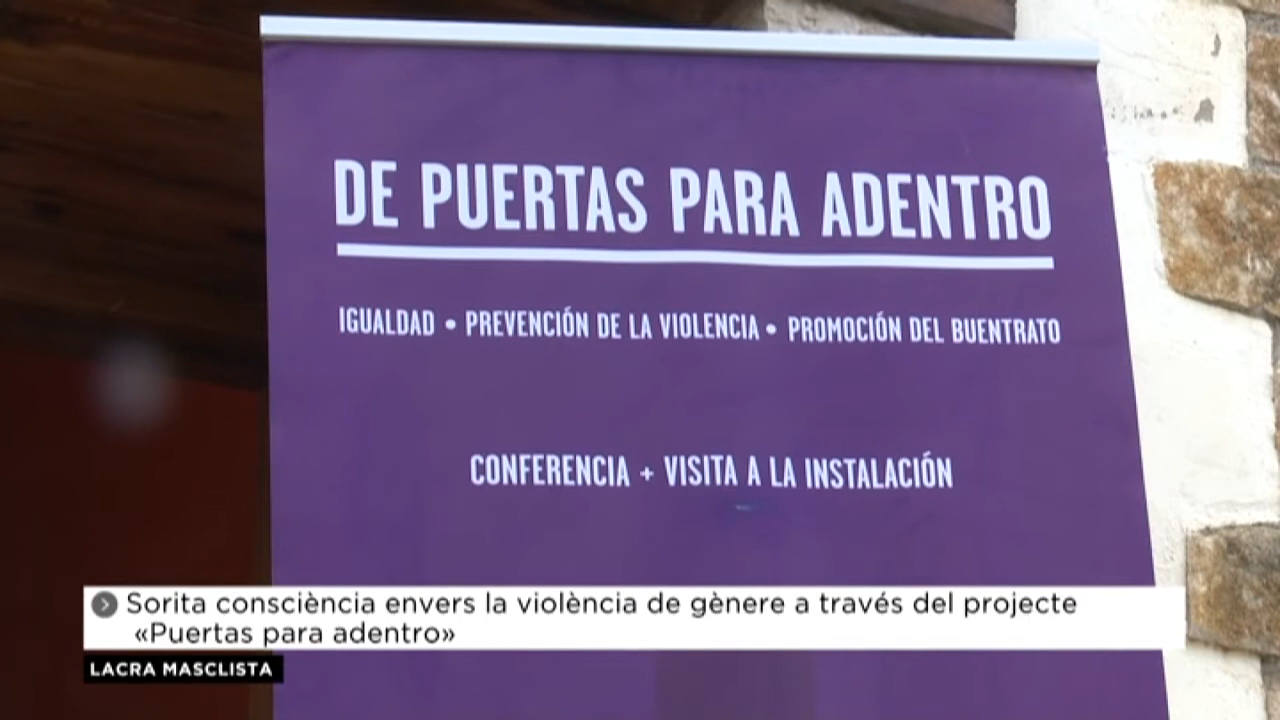 DE PUERTAS PARA ADENTRO
IGUALDAD • PREVENCIÓN DE LA VIOLENCIA • PROMOCIÓN DEL BUENTRATO
CONFERENCIA + VISITA A LA INSTALACIÓN
Sorita consciència envers la violència de gènere a través del projecte
«Puertas para adentro»
LACRA MASCLISTA